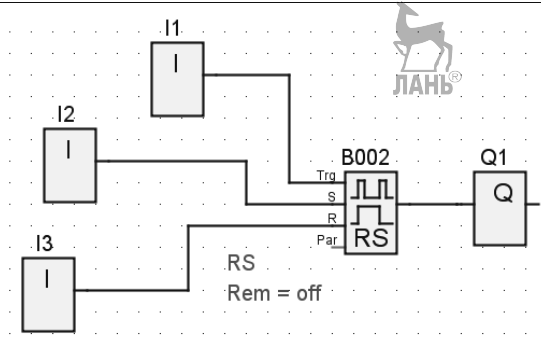 I1
I
ЛАНЬ®
I2
I
B002
Q1
Trg
S
R
Par
RS
Q
I3
I
RS
Rem = off